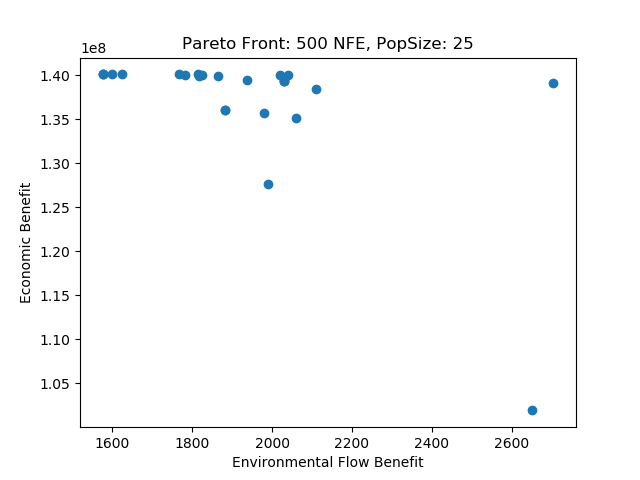 Pareto Front: 500 NFE, PopSize: 25
1e8
1.40
1.35
1.30
1.25
1.20
1.15
1.10
1.05
Economic Benefit
1600 1800 2000 2200 2400 2600
Environmental Flow Benefit